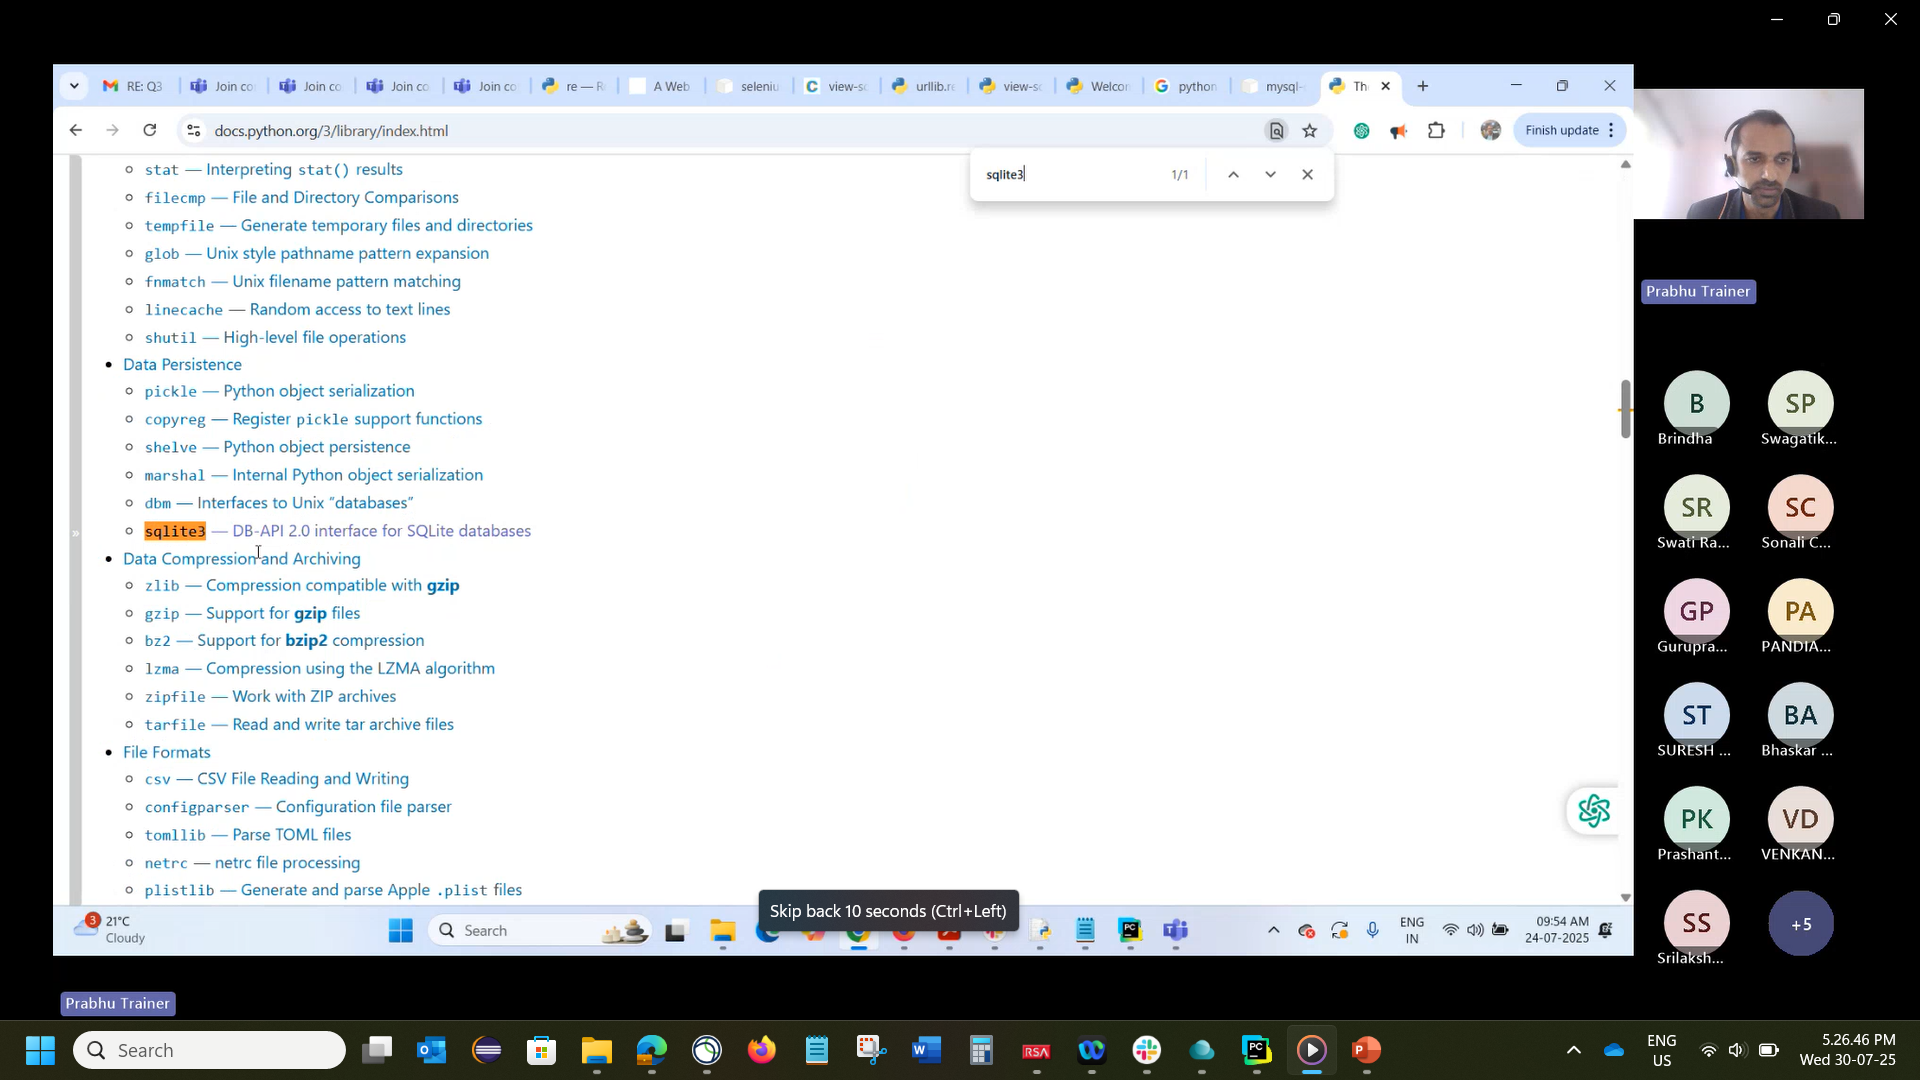 RE: Q3
Join co
Join co
Join co
Join co
re — R
A Web
seleniu
view-so
urllib.re
view-so
Welcon
python
mysql-
Th
docs.python.org/3/library/index.html
Finish update
sqlite3
1/1
stat — Interpreting stat() results
filecmp — File and Directory Comparisons
tempfile — Generate temporary files and directories
glob — Unix style pathname pattern expansion
fnmatch — Unix filename pattern matching
linecache — Random access to text lines
shutil — High-level file operations
Data Persistence
pickle — Python object serialization
copyreg — Register pickle support functions
shelve — Python object persistence
marshal — Internal Python object serialization
dbm — Interfaces to Unix “databases”
sqlite3 — DB-API 2.0 interface for SQLite databases
Data Compression and Archiving
zlib — Compression compatible with gzip
gzip — Support for gzip files
bz2 — Support for bzip2 compression
lzma — Compression using the LZMA algorithm
zipfile — Work with ZIP archives
tarfile — Read and write tar archive files
File Formats
csv — CSV File Reading and Writing
configparser — Configuration file parser
tomllib — Parse TOML files
netrc — netrc file processing
plistlib — Generate and parse Apple .plist files
Skip back 10 seconds (Ctrl+Left)
3
21°C
Cloudy
Search
PC
ENG
IN
09:54 AM
24-07-2025
Prabhu Trainer
B
Brindha
SP
Swagatik...
SR
Swati Ra...
SC
Sonali C...
GP
Gurupra...
PA
PANDIA...
ST
SURESH ...
BA
Bhaskar ...
PK
Prashant...
VD
VENKAN...
SS
Srilaksh...
+5
Prabhu Trainer
Search
RSA
PC
ENG
US
5.26.46 PM
Wed 30-07-25